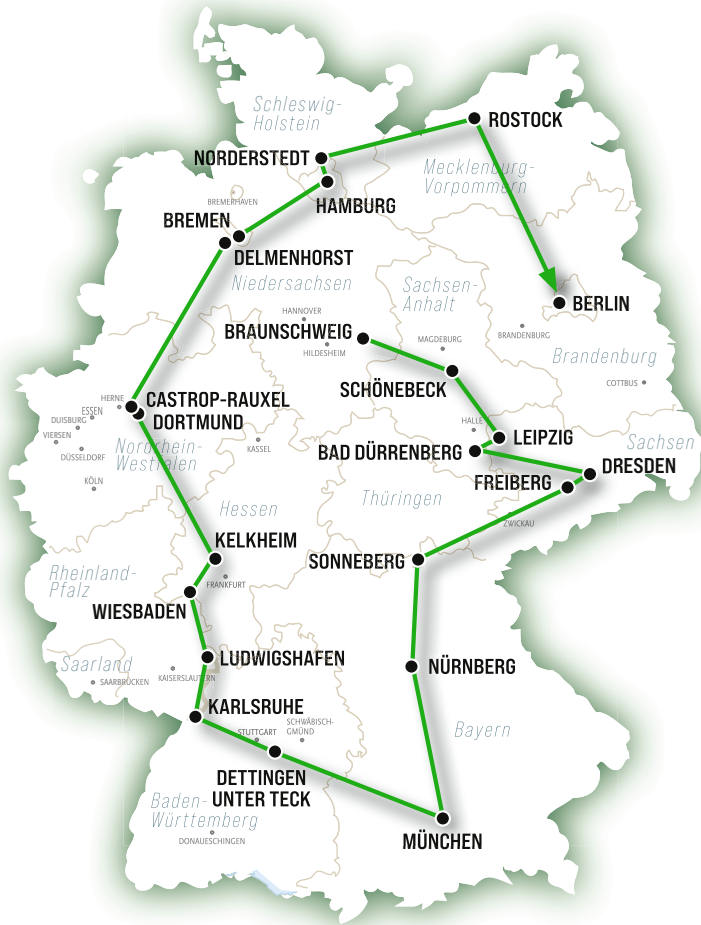 Schleswig-
Holstein
ROSTOCK
NORDERSTEDT
Mecklenburg-
Vorpommern
BREMERHAVEN
HAMBURG
BREMEN
DELMENHORST
Niedersachsen
Sachsen-
Anhalt
BERLIN
HANNOVER
BRAUNSCHWEIG
HILDESHEIM
MAGDEBURG
BRANDENBURG
Brandenburg
SCHÖNEBECK
COTTBUS
HERNE
CASTROP-RAUXEL
ESSEN
DUISBURG
DORTMUND
VIERSEN
DÜSSELDORF
Nordrhein-
Westfalen
KASSEL
HALLE
LEIPZIG
BAD DÜRRENBERG
Sachsen
DRESDEN
KÖLN
FREIBERG
Thüringen
Hessen
ZWICKAU
KELKHEIM
SONNEBERG
Rheinland-
Pfalz
FRANKFURT
WIESBADEN
Saarland
LUDWIGSHAFEN
NÜRNBERG
KAISERSLAUTERN
SAARBRÜCKEN
KARLSRUHE
STUTTGART
SCHWÄBISCH-
GMÜND
Bayern
DETTINGEN
UNTER TECK
Baden-
Württemberg
DONAUESCHINGEN
MÜNCHEN